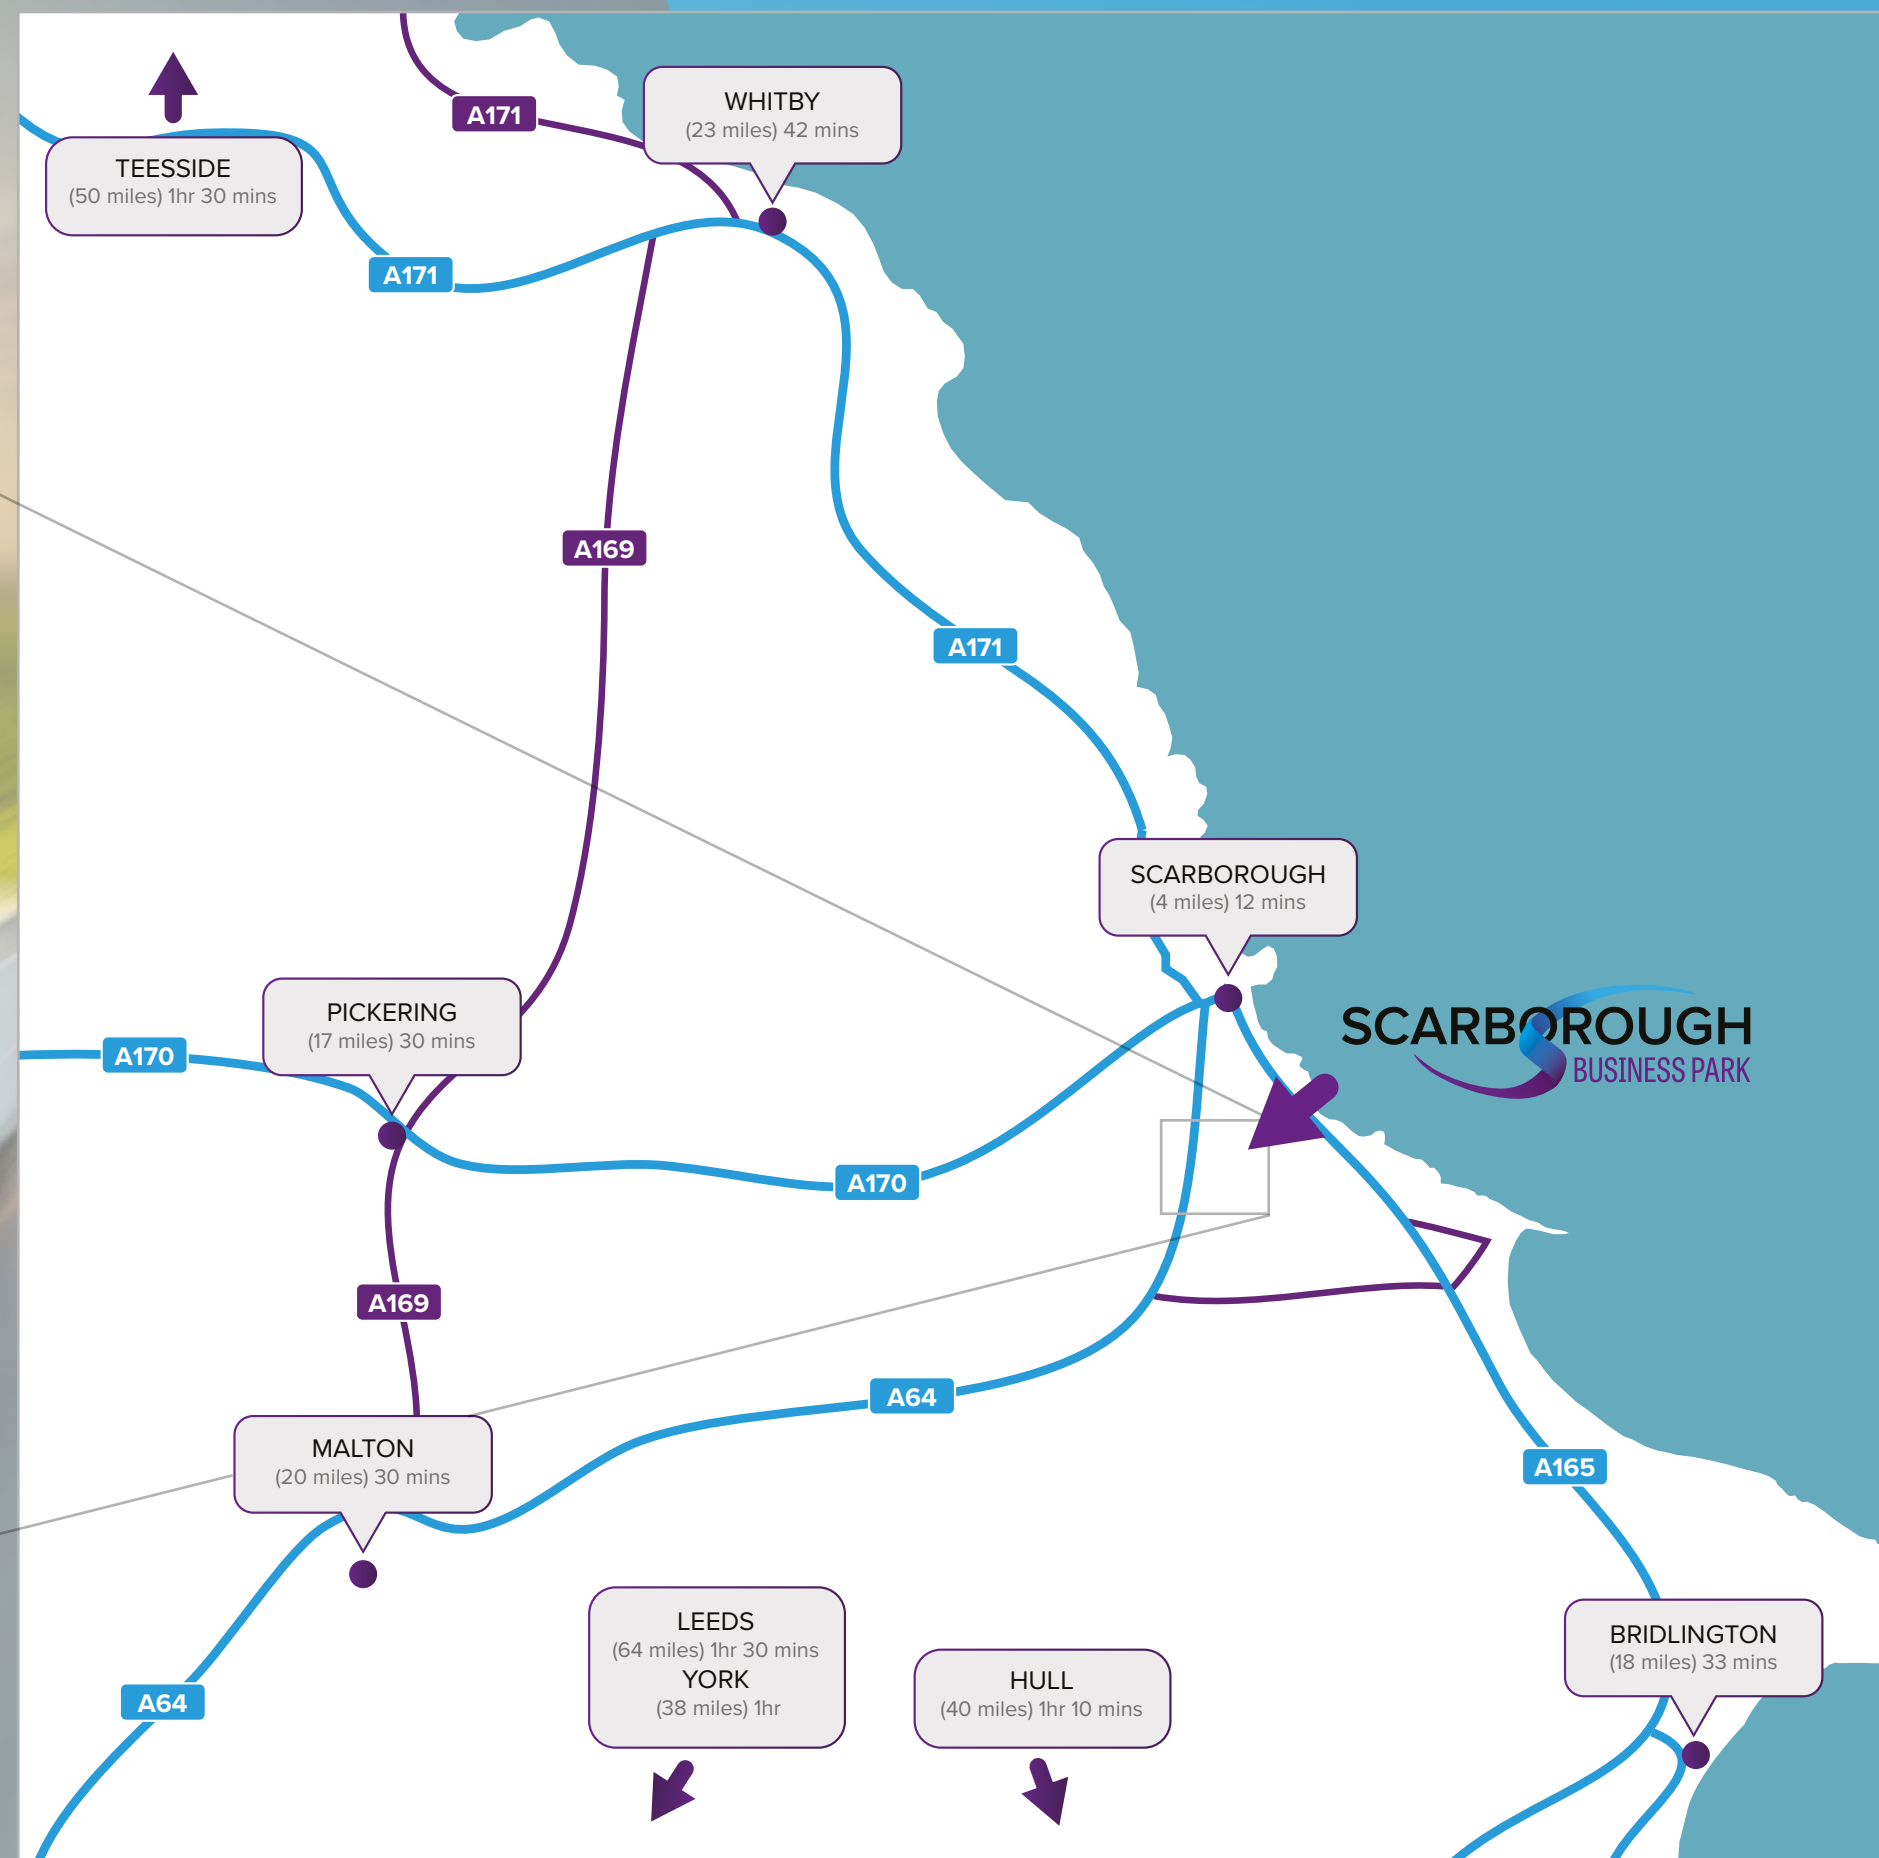 A171
WHITBY
(23 miles) 42 mins
TEESSIDE
(50 miles) 1hr 30 mins
A171
A169
A171
SCARBOROUGH
(4 miles) 12 mins
SCARBOROUGH
BUSINESS PARK
PICKERING
(17 miles) 30 mins
A170
A170
A169
A64
MALTON
(20 miles) 30 mins
A165
LEEDS
(64 miles) 1hr 30 mins
YORK
(38 miles) 1hr
HULL
(40 miles) 1hr 10 mins
BRIDLINGTON
(18 miles) 33 mins
A64